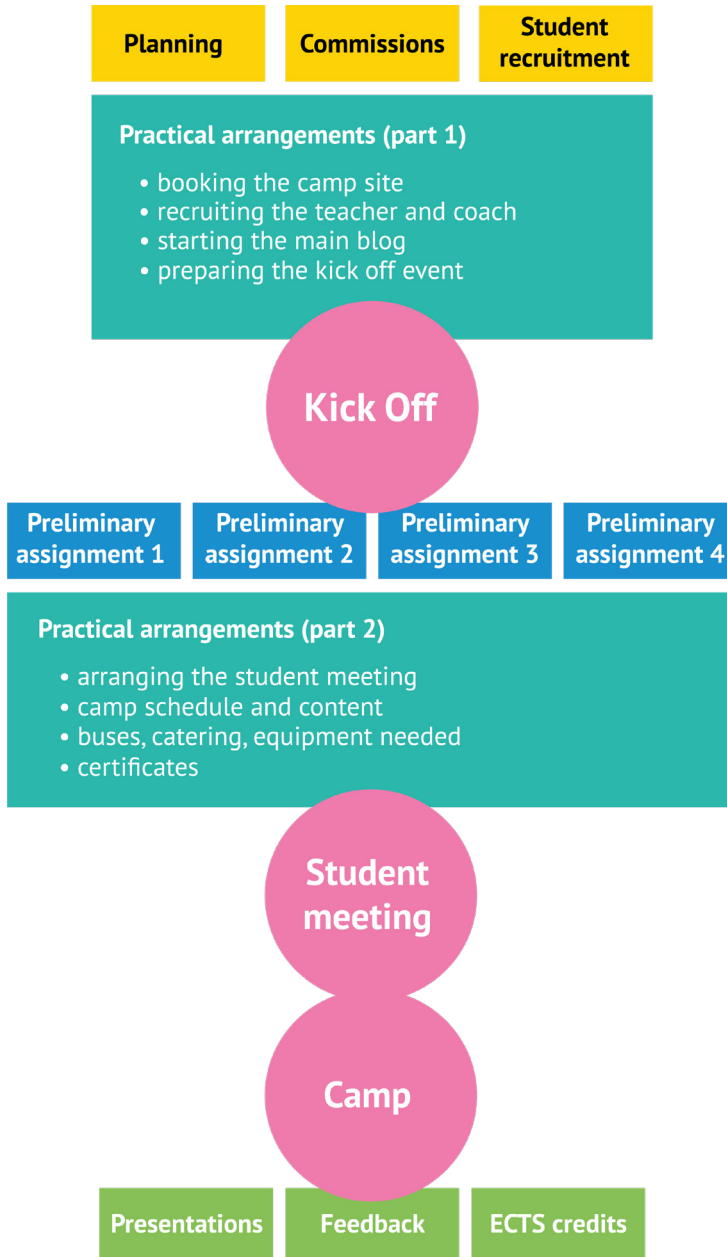 Planning
Commissions
Student
recruitment
Practical arrangements (part 1)
• booking the camp site
• recruiting the teacher and coach
• starting the main blog
• preparing the kick off event
Kick Off
Preliminary
assignment 1
Preliminary
assignment 2
Preliminary
assignment 3
Preliminary
assignment 4
Practical arrangements (part 2)
• arranging the student meeting
• camp schedule and content
• buses, catering, equipment needed
• certificates
Student
meeting
Camp
Presentations
Feedback
ECTS credits